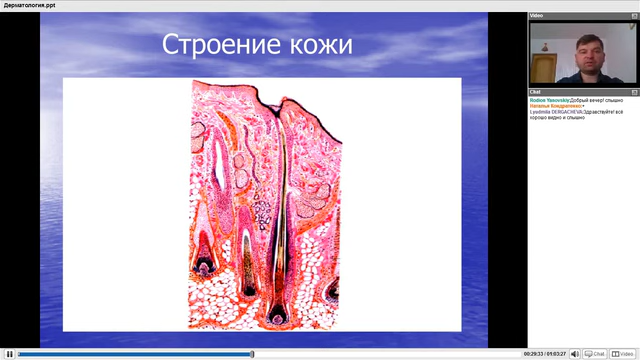 Дерматология.ppt
Строение кожи
Video
Chat
Rodion Yasovskiy:Добрый вечер! слышно
Наталья Кондратенко:+
Lyudmila DERGACHEVA:Здравствуйте! всё
хорошо видно и слышно
00:29:33 / 01:03:27
Chat
Video